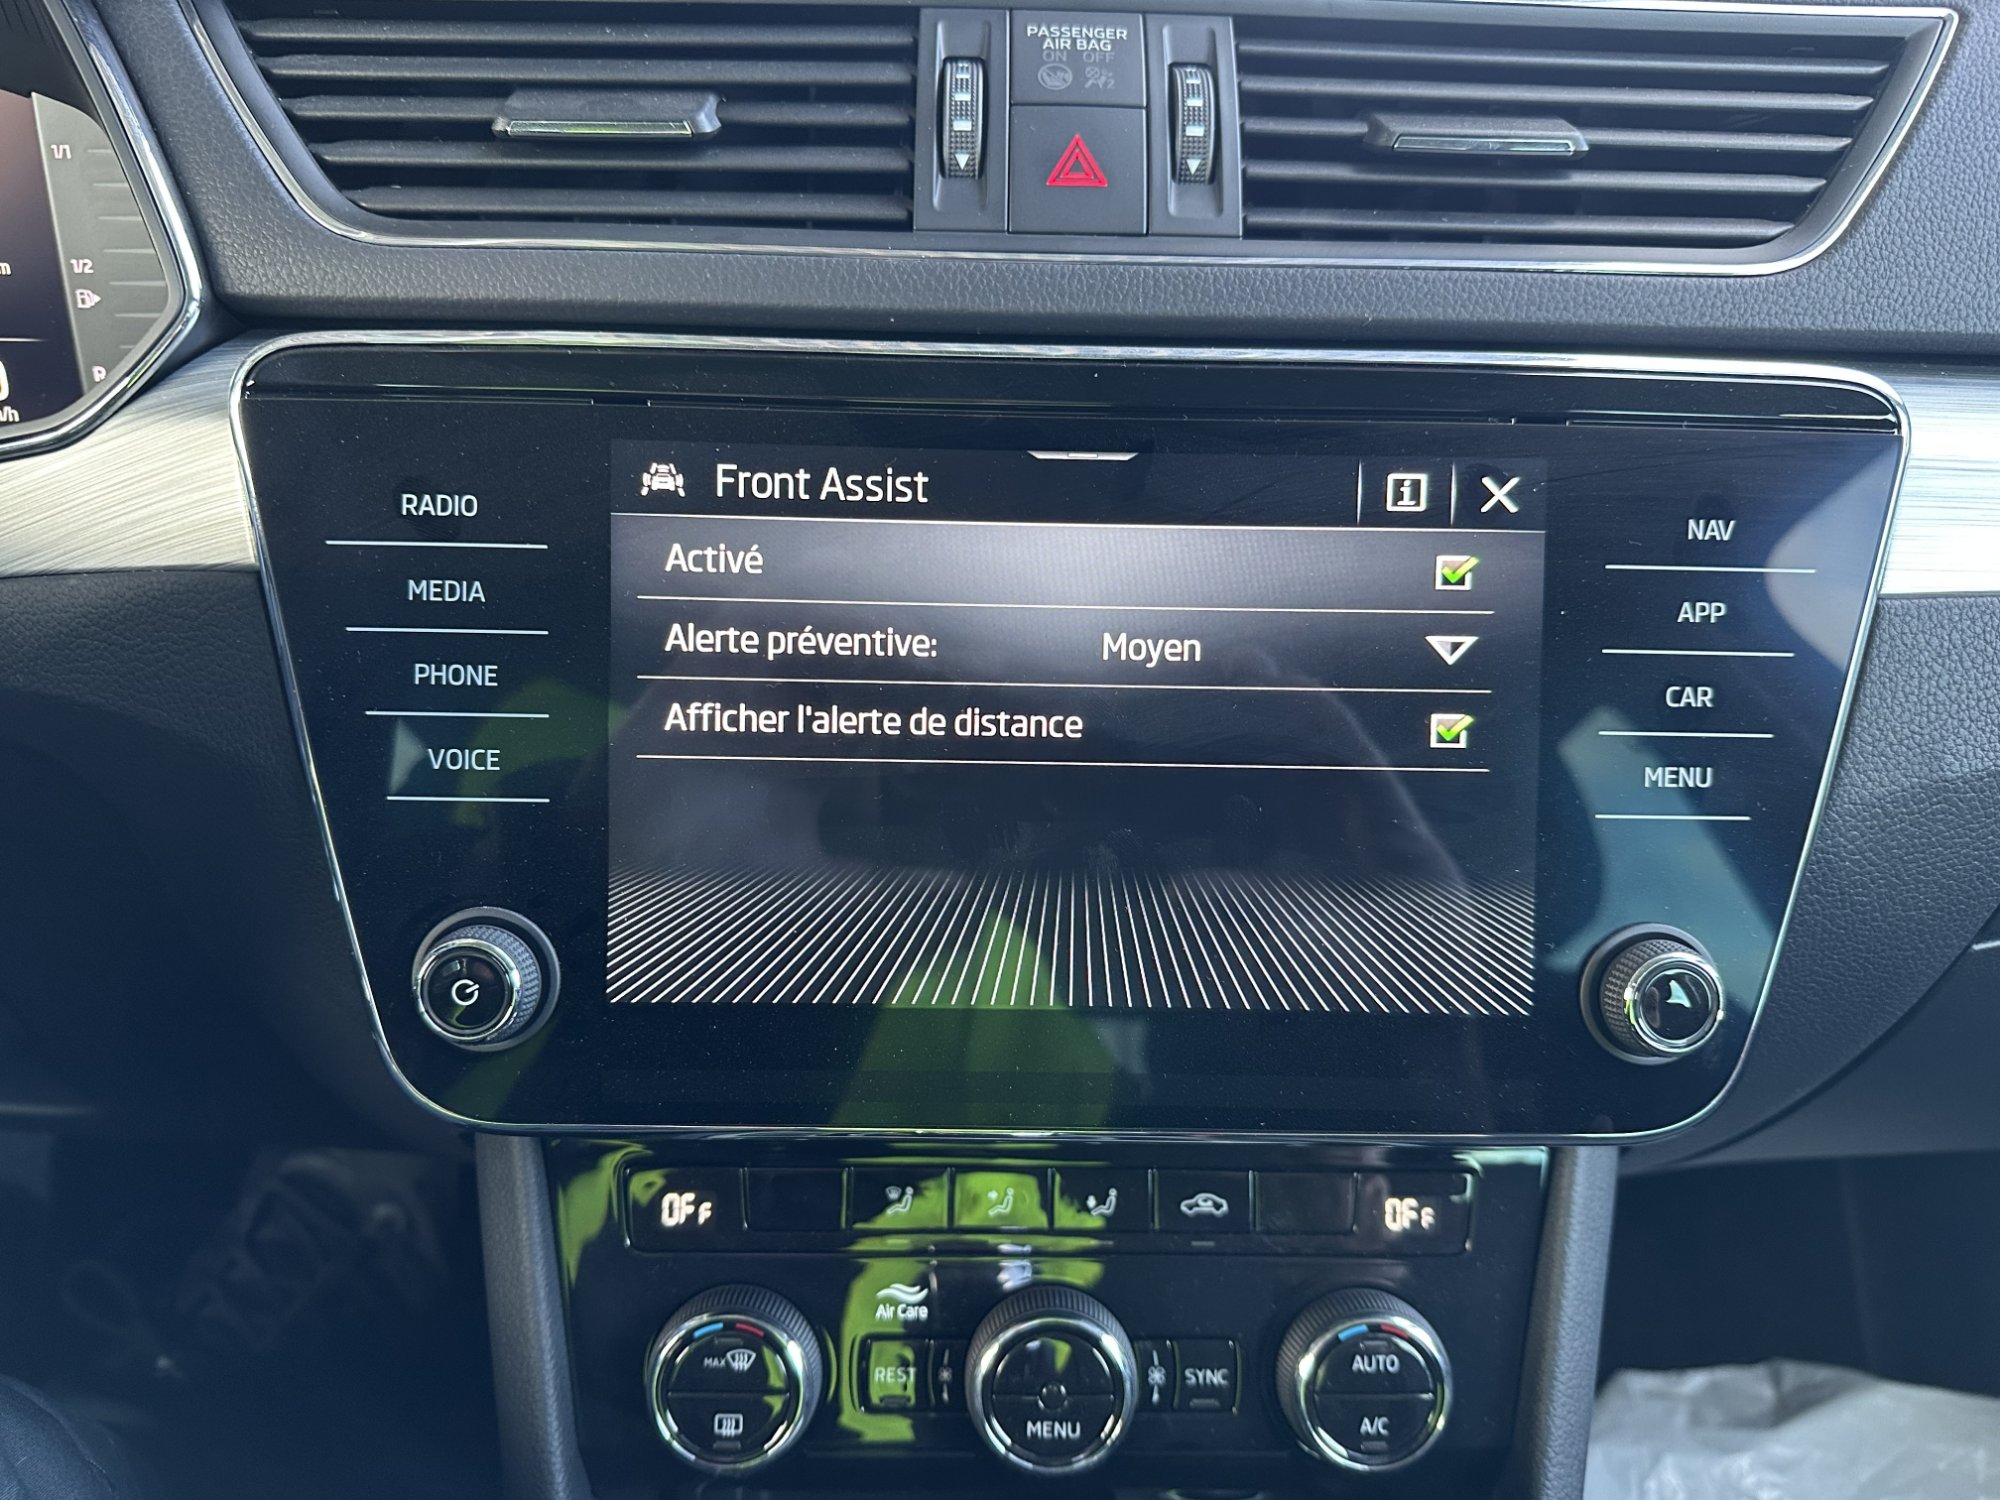 PASSENGER
AIR BAG
ON OFF
1/1
1/2
R
RADIO
MEDIA
PHONE
VOICE
Front Assist
Activé
Alerte préventive: Moyen
Afficher l'alerte de distance
NAV
APP
CAR
MENU
OFF OFF
Air Care
MAX
REST
MENU
SYNC
AUTO
A/C